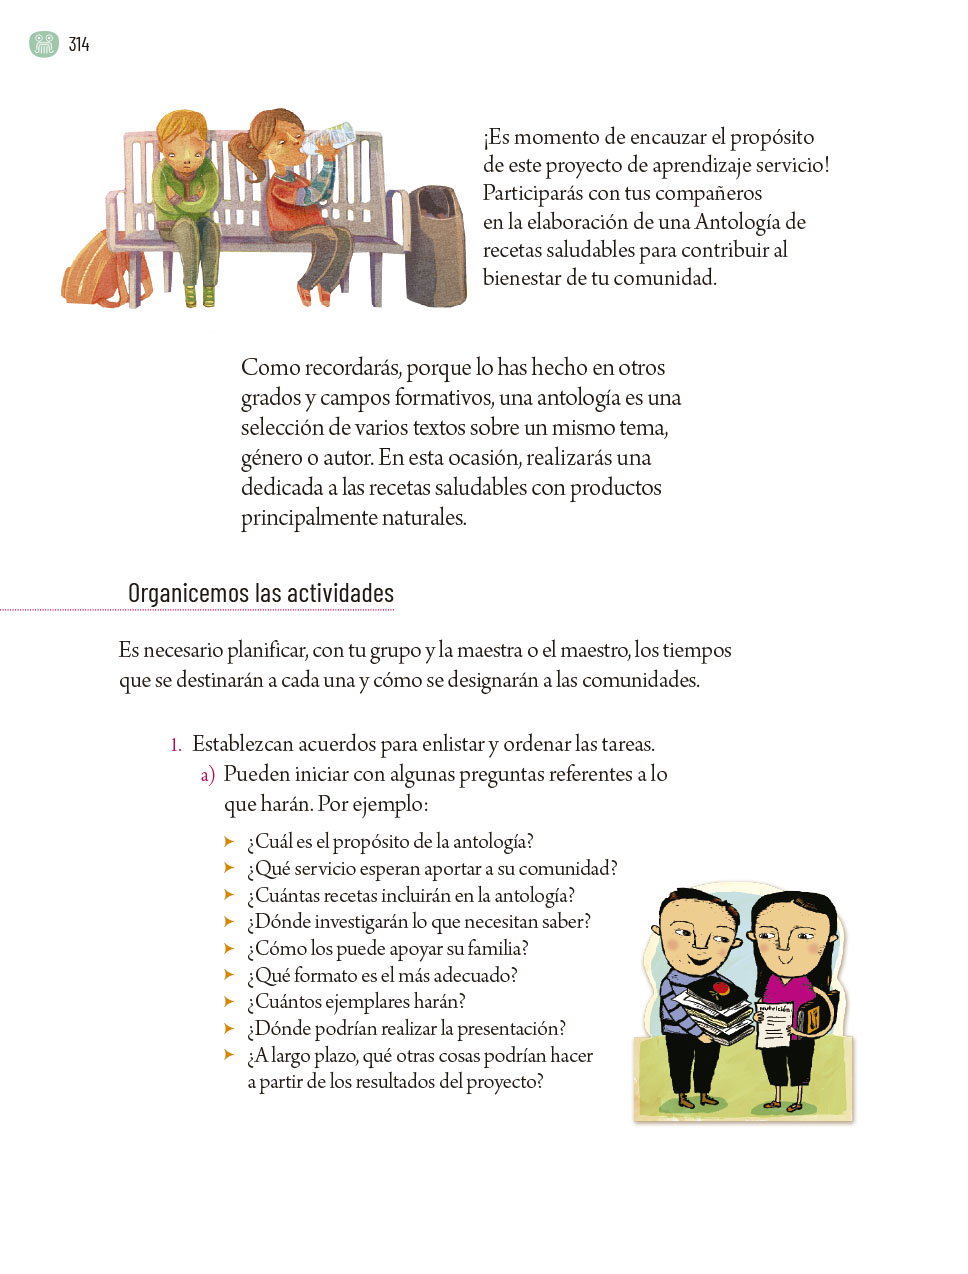 314
¡Es momento de encauzar el propósito
de este proyecto de aprendizaje servicio!
Participarás con tus compañeros
en la elaboración de una Antología de
recetas saludables para contribuir al
bienestar de tu comunidad.
Como recordarás, porque lo has hecho en otros
grados y campos formativos, una antología es una
selección de varios textos sobre un mismo tema,
género o autor. En esta ocasión, realizarás una
dedicada a las recetas saludables con productos
principalmente naturales.
Organicemos las actividades
Es necesario planificar, con tu grupo y la maestra o el maestro, los tiempos
que se destinarán a cada una y cómo se designarán a las comunidades.
1. Establezcan acuerdos para enlistar y ordenar las tareas.
a) Pueden iniciar con algunas preguntas referentes a lo
que harán. Por ejemplo:
➤ ¿Cuál es el propósito de la antología?
➤ ¿Qué servicio esperan aportar a su comunidad?
➤ ¿Cuántas recetas incluirán en la antología?
➤ ¿Dónde investigarán lo que necesitan saber?
➤ ¿Cómo los puede apoyar su familia?
➤ ¿Qué formato es el más adecuado?
➤ ¿Cuántos ejemplares harán?
➤ ¿Dónde podrían realizar la presentación?
➤ ¿A largo plazo, qué otras cosas podrían hacer
a partir de los resultados del proyecto?
nutrición